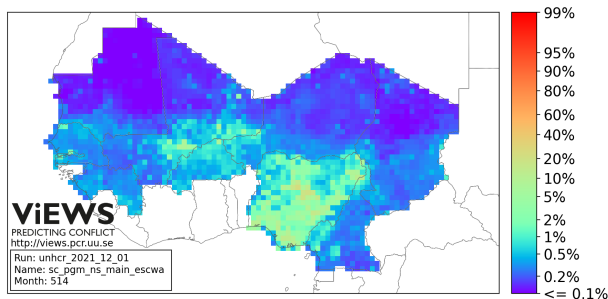 99%
95%
90%
80%
60%
40%
20%
10%
5%
2%
1%
0.5%
0.2%
<= 0.1%
ViEWS
PREDICTING CONFLICT
http://views.pcr.uu.se
Run: unhcr_2021_12_01
Name: sc_pgm_ns_main_escwa
Month: 514